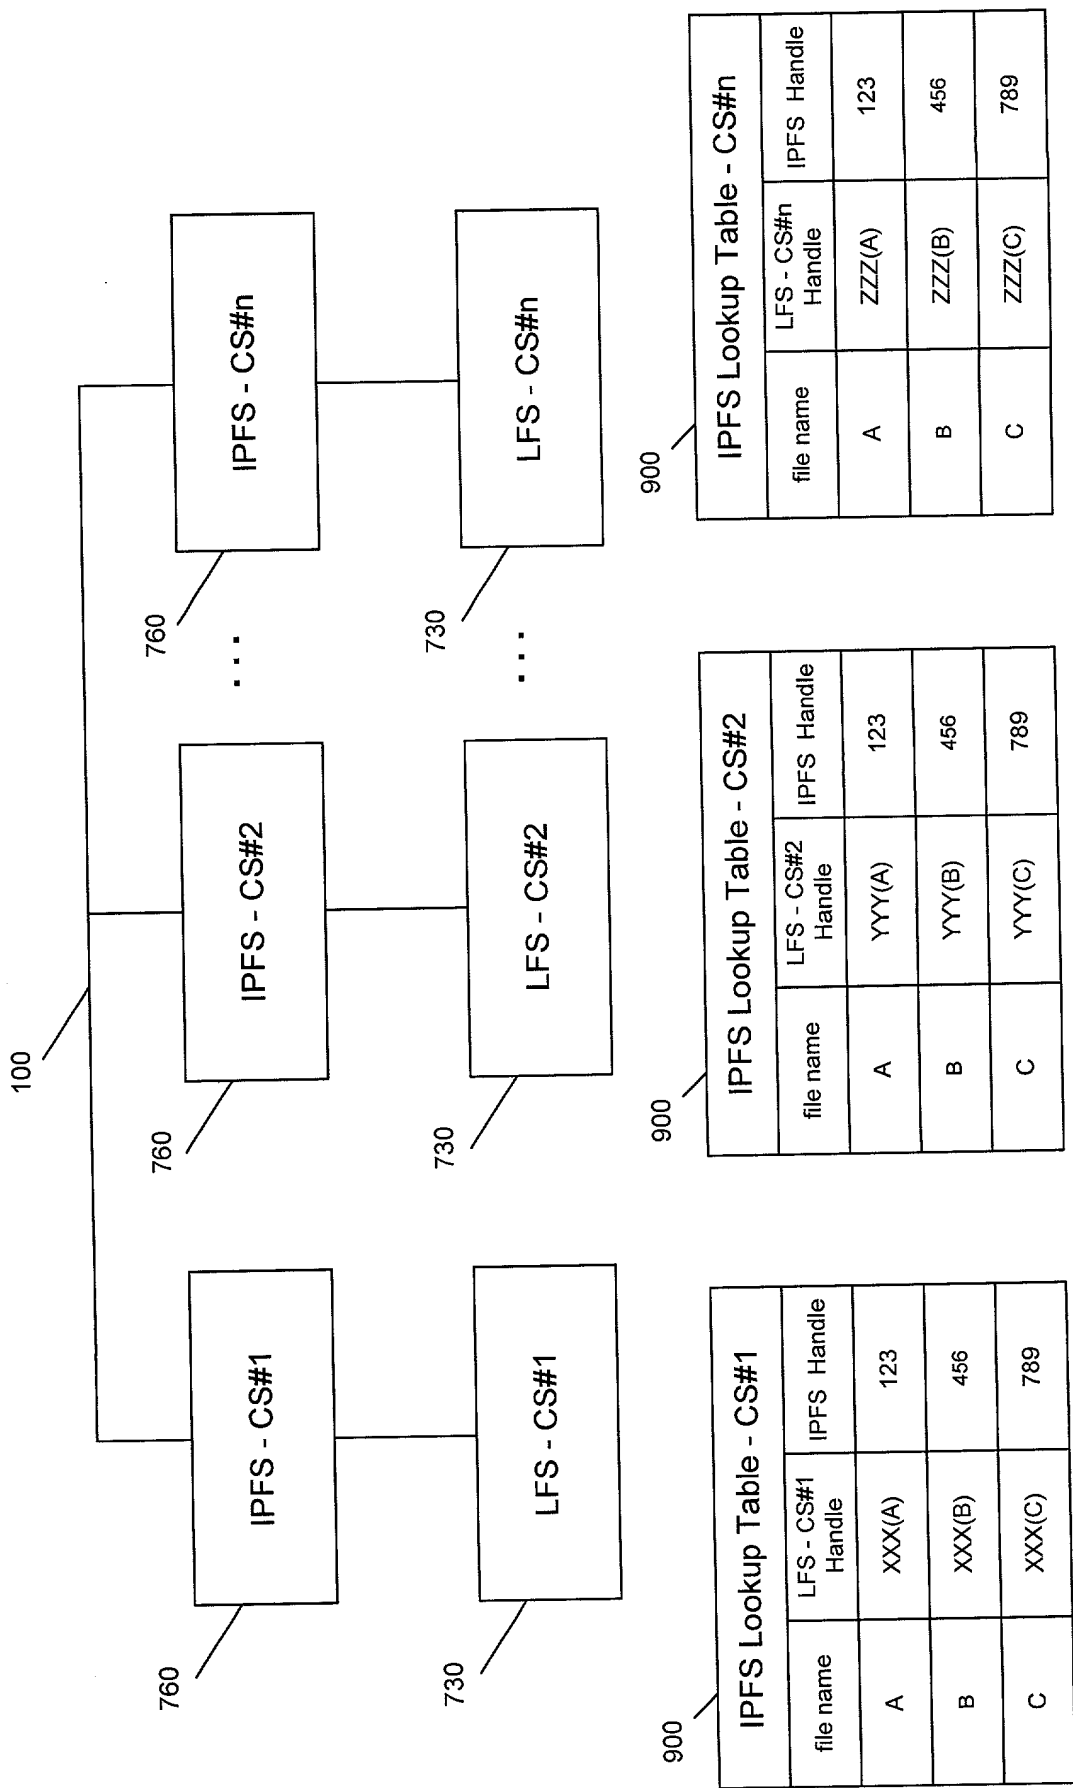 100
760
IPFS - CS#1
760
IPFS - CS#2
...
760
IPFS - CS#n
730
LFS - CS#1
730
LFS - CS#2
...
730
LFS - CS#n
900
IPFS Lookup Table - CS#1
file name
LFS - CS#1
Handle
IPFS Handle
A
XXX(A)
123
B
XXX(B)
456
C
XXX(C)
789
900
IPFS Lookup Table - CS#2
file name
LFS - CS#2
Handle
IPFS Handle
A
YYY(A)
123
B
YYY(B)
456
C
YYY(C)
789
900
IPFS Lookup Table - CS#n
file name
LFS - CS#n
Handle
IPFS Handle
A
ZZZ(A)
123
B
ZZZ(B)
456
C
ZZZ(C)
789